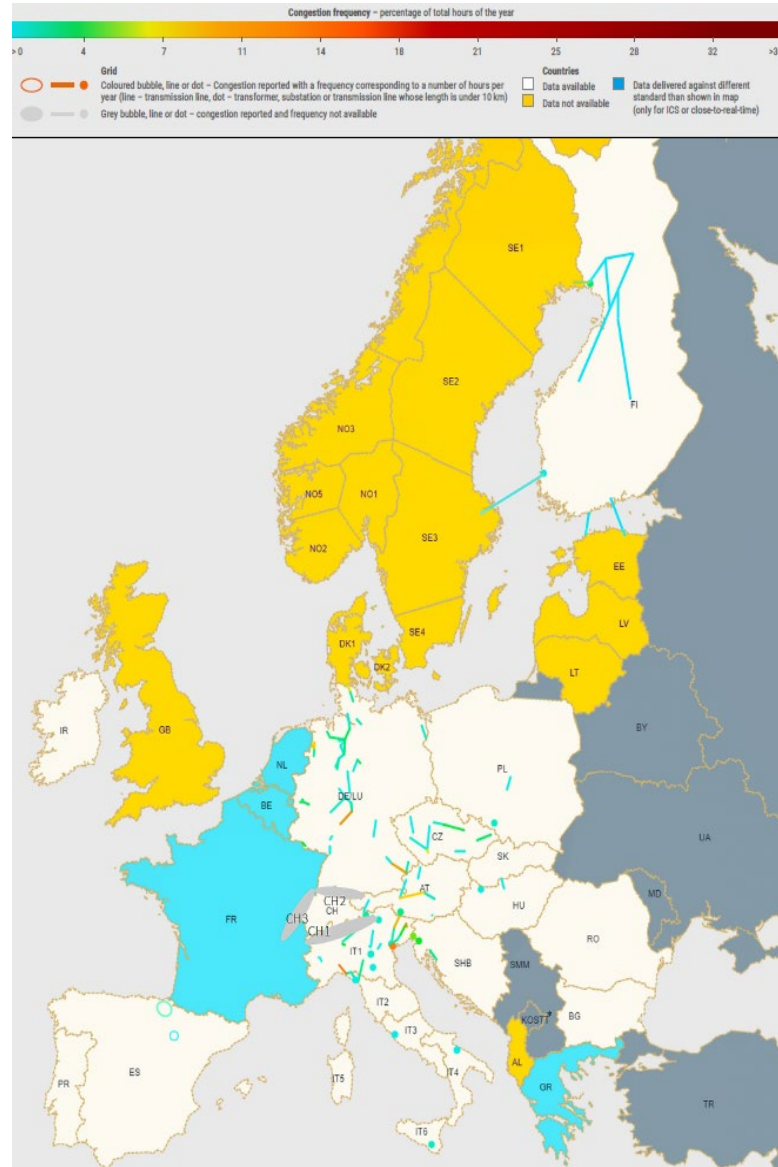 Congestion frequency – percentage of total hours of the year
> 0 4 7 11 14 18 21 25 28 32 >3
Grid
Coloured bubble, line or dot – Congestion reported with a frequency corresponding to a number of hours per
year (line – transmission line, dot – transformer, substation or transmission line whose length is under 10 km)
Grey bubble, line or dot – congestion reported and frequency not available
Countries
Data available
Data not available
Data delivered against different
standard than shown in map
(only for ICS or close-to-real-time)
SE1
SE2
FI
NO3
NO5
NO1
NO2
SE3
EE
SE4
LV
DK1
DK2
LT
IR
GB
BY
NL
PL
BE
DE/LU
CZ
UA
SK
AT
MD
FR
CH2
CH
CH3
CH1
HU
RO
IT1
SHB
SMM
IT2
KOSTT
BG
IT3
AL
PR
ES
IT5
IT4
GR
TR
IT6